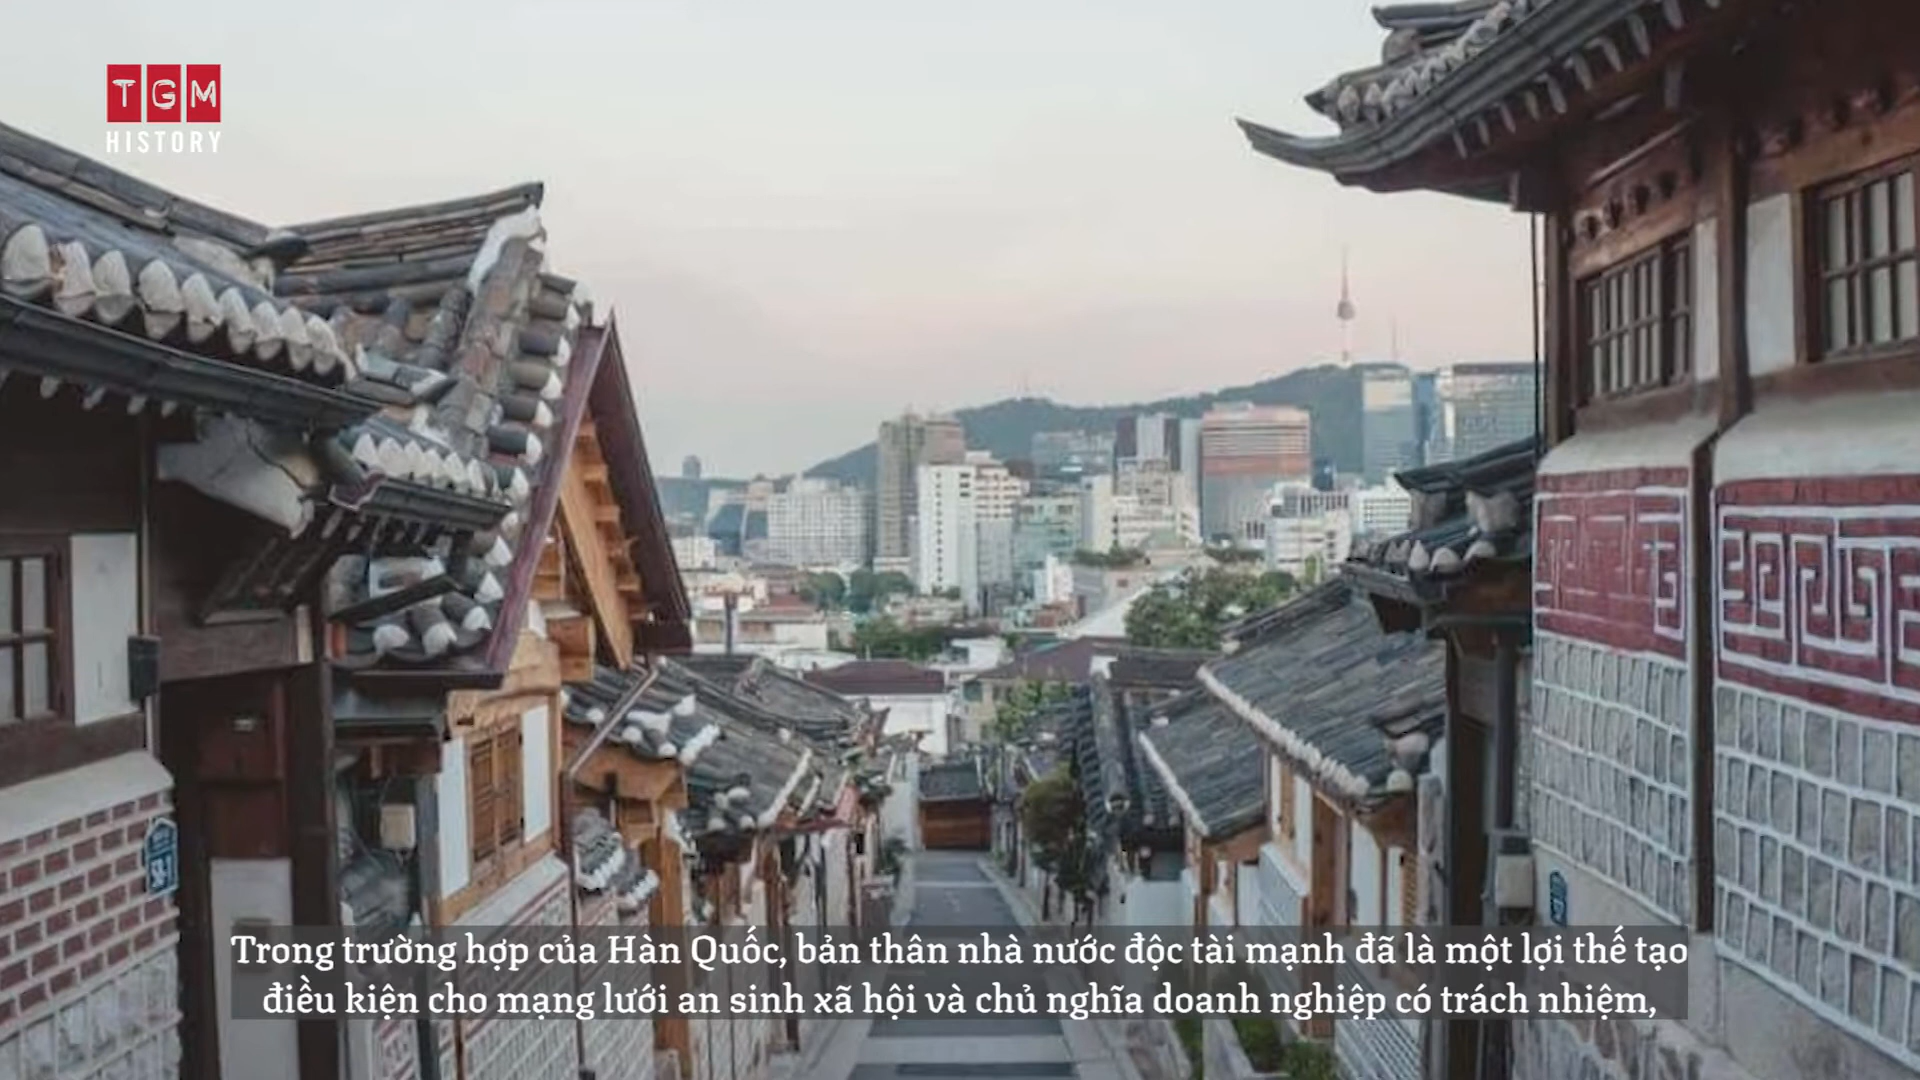 TGM
HISTORY
58-1
Trong trường hợp của Hàn Quốc, bản thân nhà nước độc tài mạnh đã là một lợi thế tạo
điều kiện cho mạng lưới an sinh xã hội và chủ nghĩa doanh nghiệp có trách nhiệm,